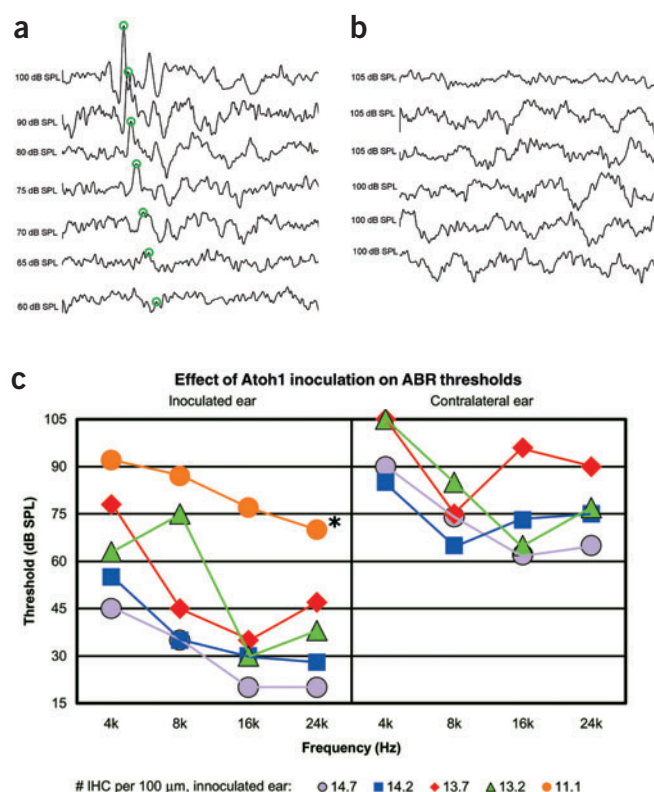 a
100 dB SPL
90 dB SPL
80 dB SPL
75 dB SPL
70 dB SPL
65 dB SPL
60 dB SPL
b
105 dB SPL
105 dB SPL
105 dB SPL
100 dB SPL
100 dB SPL
100 dB SPL
c
Effect of Atoh1 inoculation on ABR thresholds
Inoculated ear
Contralateral ear
Threshold (dB SPL)
105
90
75
60
45
30
15
*
4k 8k 16k 24k 4k 8k 16k 24k
Frequency (Hz)
# IHC per 100 µm, innoculated ear: 14.7 14.2 13.7 13.2 11.1